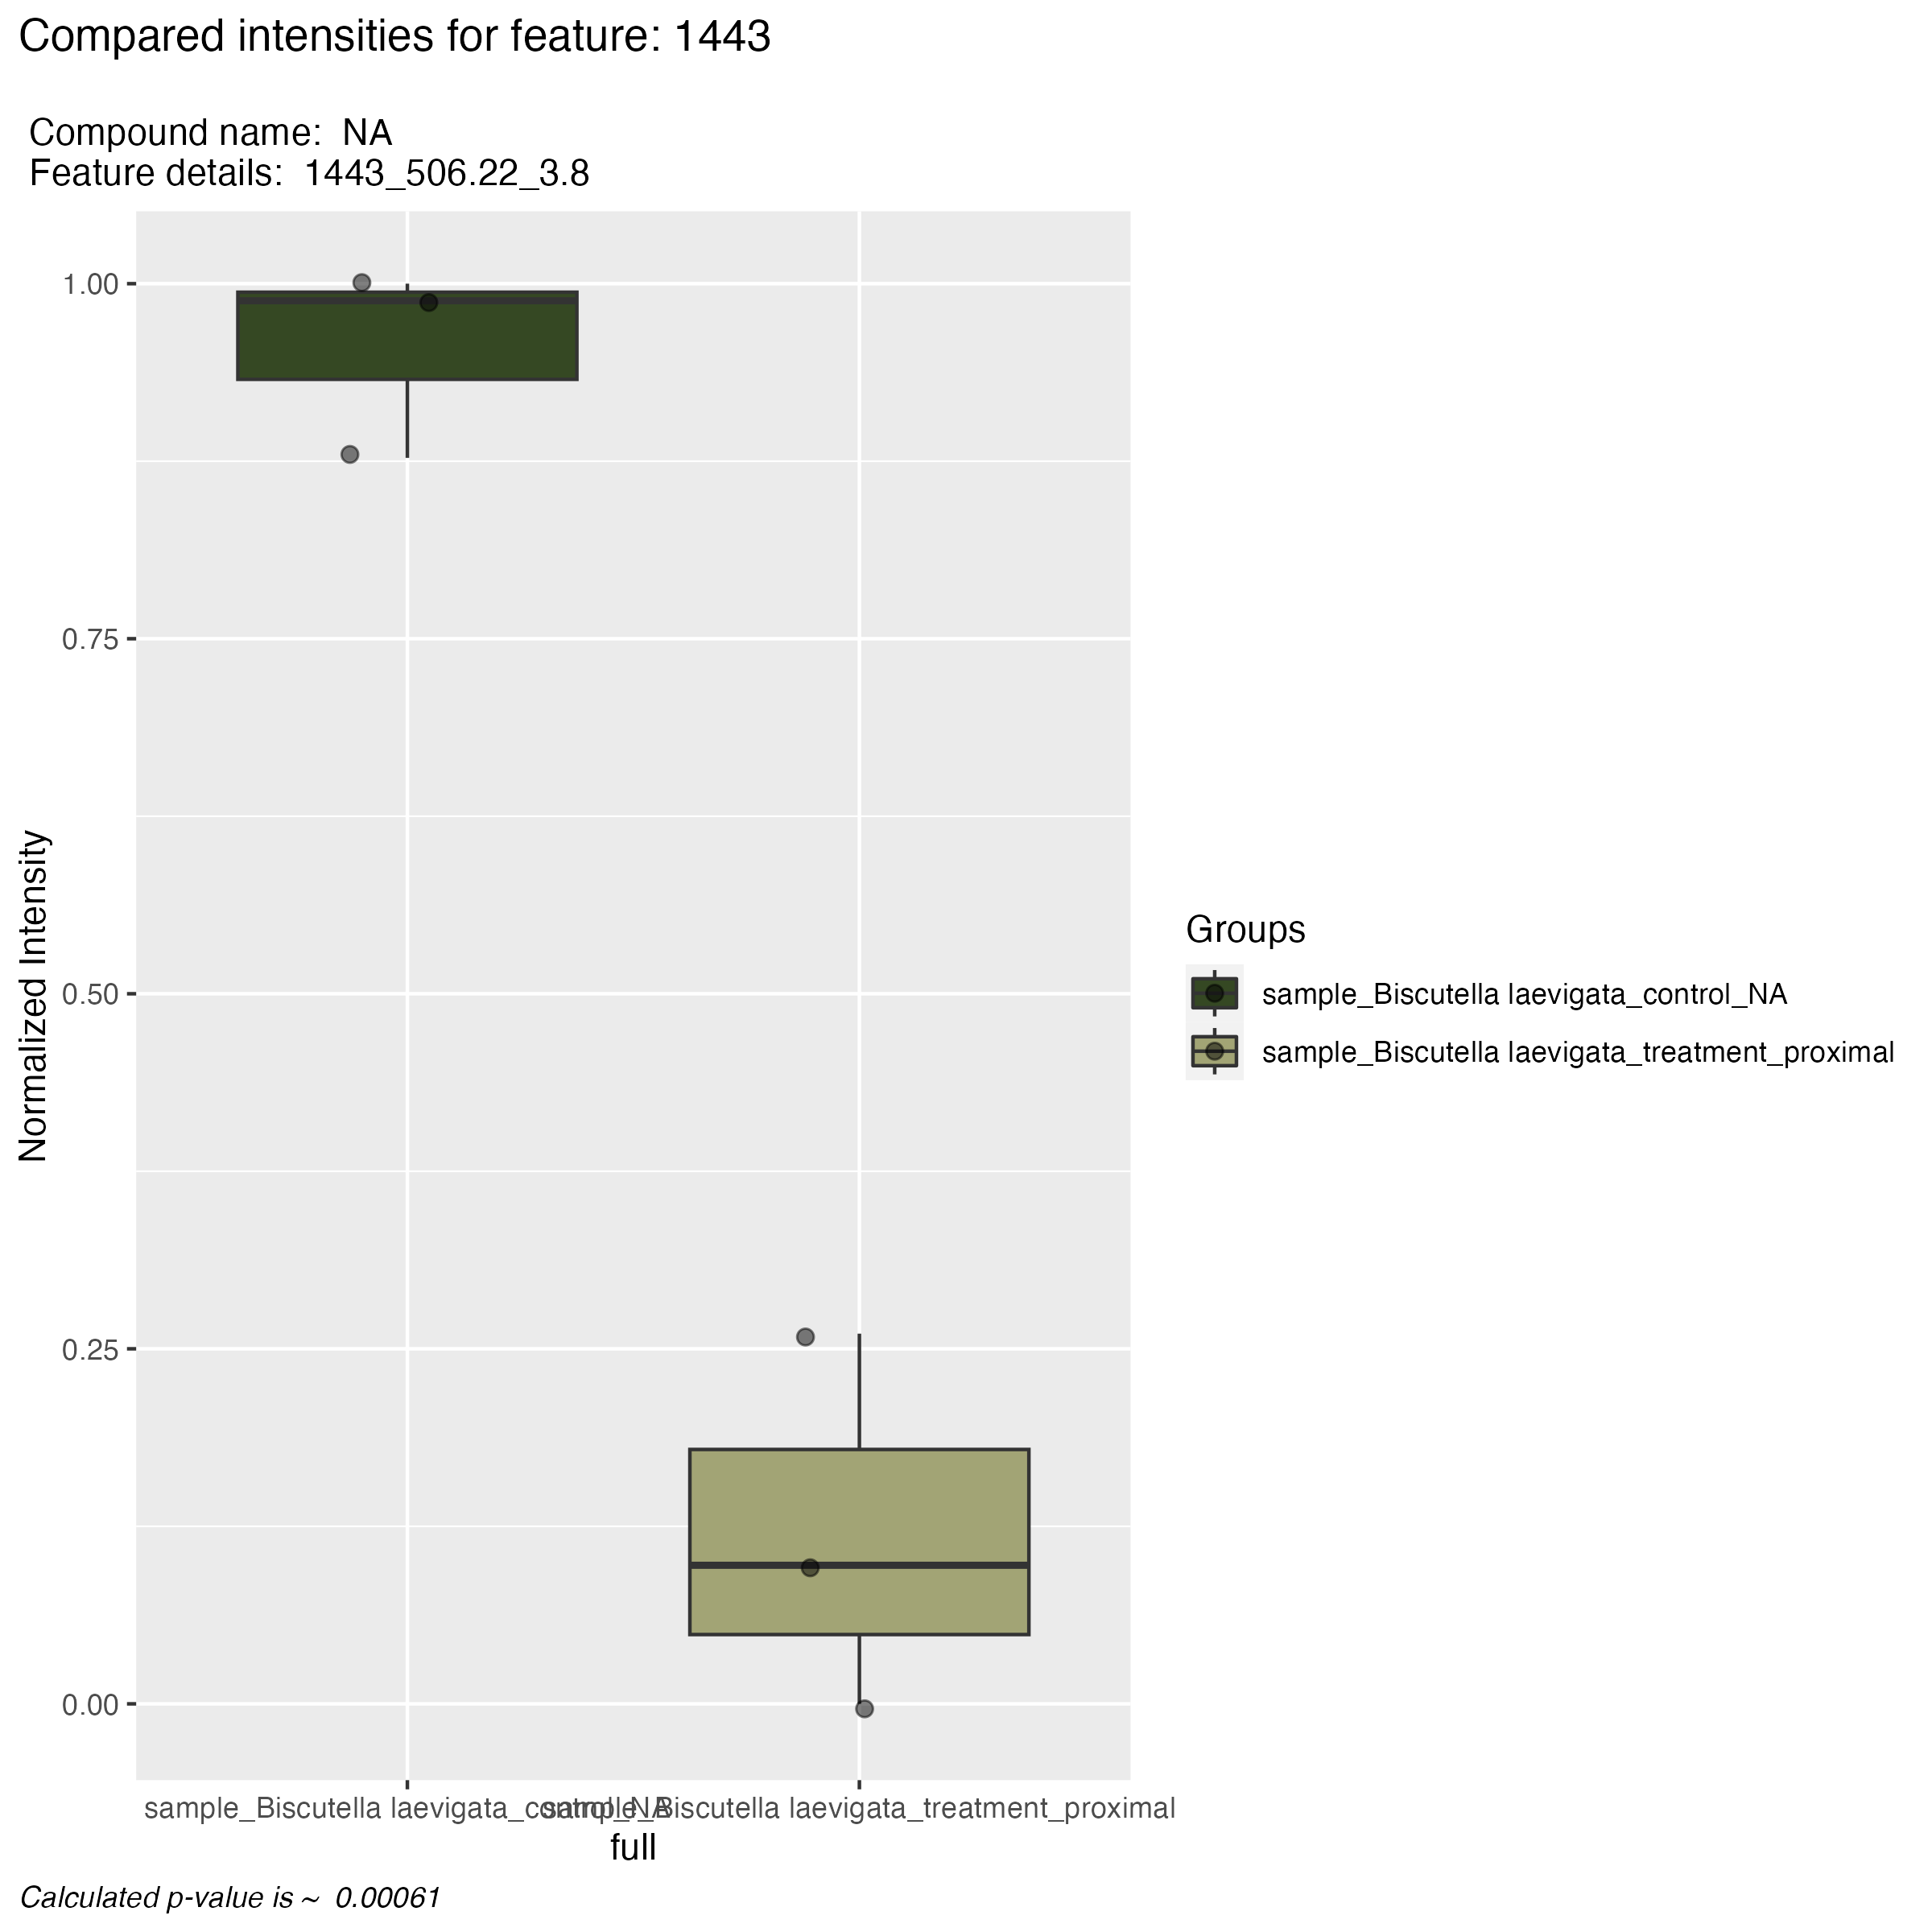 Compared intensities for feature: 1443
Compound name:  NA
Feature details:  1443_506.22_3.8
1.00
0.75
0.50
0.25
0.00
Normalized Intensity
Groups
sample_Biscutella laevigata_control_NA
sample_Biscutella laevigata_treatment_proximal
sample_Biscutella laevigata_control_NA
sample_Biscutella laevigata_treatment_proximal
full
Calculated p-value is ~  0.00061